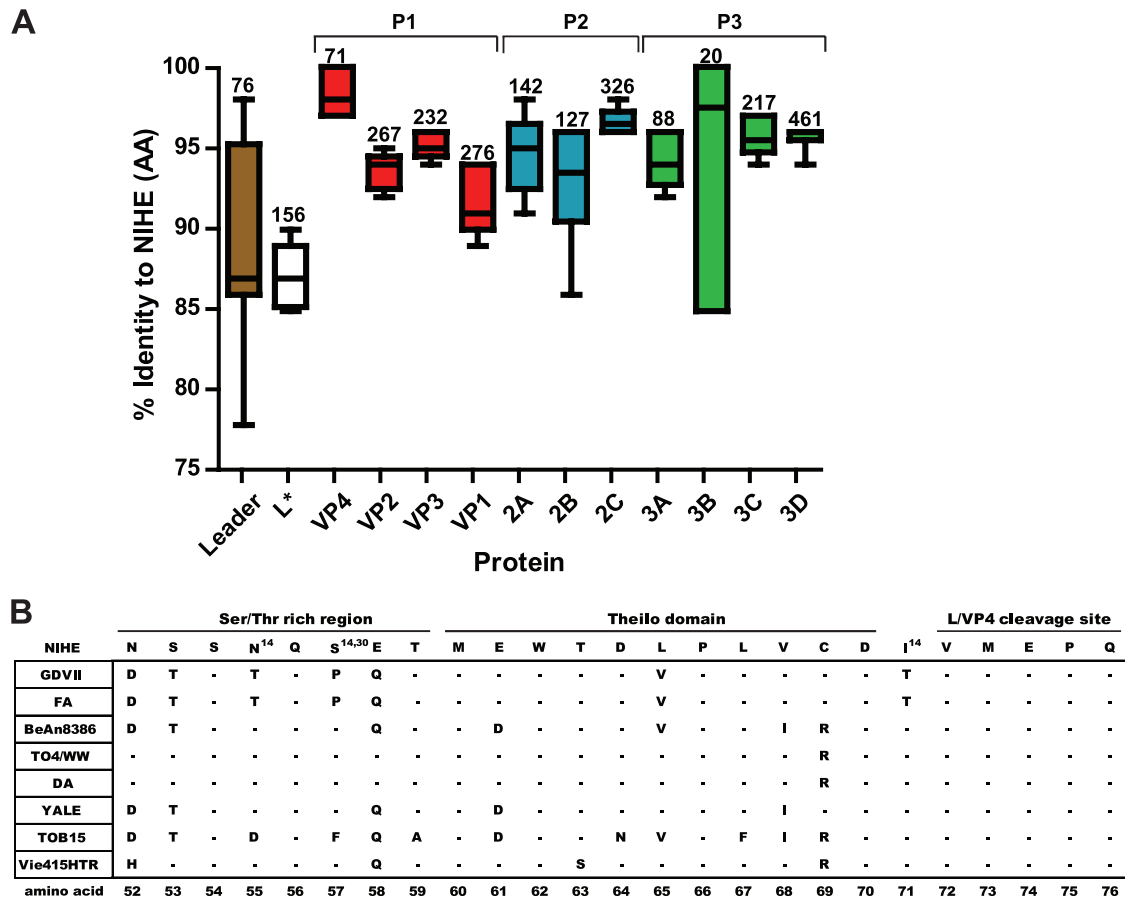 A
P1 P2 P3
100
95
90
85
80
75
% Identity to NIHE (AA)
76 156 71 267 232 276 142 127 326 88 20 217 461
Leader L* VP4 VP2 VP3 VP1 2A 2B 2C 3A 3B 3C 3D
Protein
B
Ser/Thr rich region Theilo domain L/VP4 cleavage site
NIHE N S S N14 Q S14,30 E T M E W T D L P L V C D I14 V M E P Q
GDVII D T - T - P Q - - - - - - V - - - - - T - - - - -
FA D T - T - P Q - - - - - - V - - - - - T - - - - -
BeAn8386 D T - - - - Q - - D - - - V - - I R - - - - - - -
TO4/WW - - - - - - - - - - - - - - - - - R - - - - - - -
DA - - - - - - - - - - - - - - - - - R - - - - - - -
YALE D T - - - - Q - - D - - - - - - I - - - - - - - -
TOB15 D T - D - F Q A - D - - N V - F I R - - - - - - -
Vie415HTR H - - - - - Q - - - - S - - - - - R - - - - - - -
amino acid 52 53 54 55 56 57 58 59 60 61 62 63 64 65 66 67 68 69 70 71 72 73 74 75 76